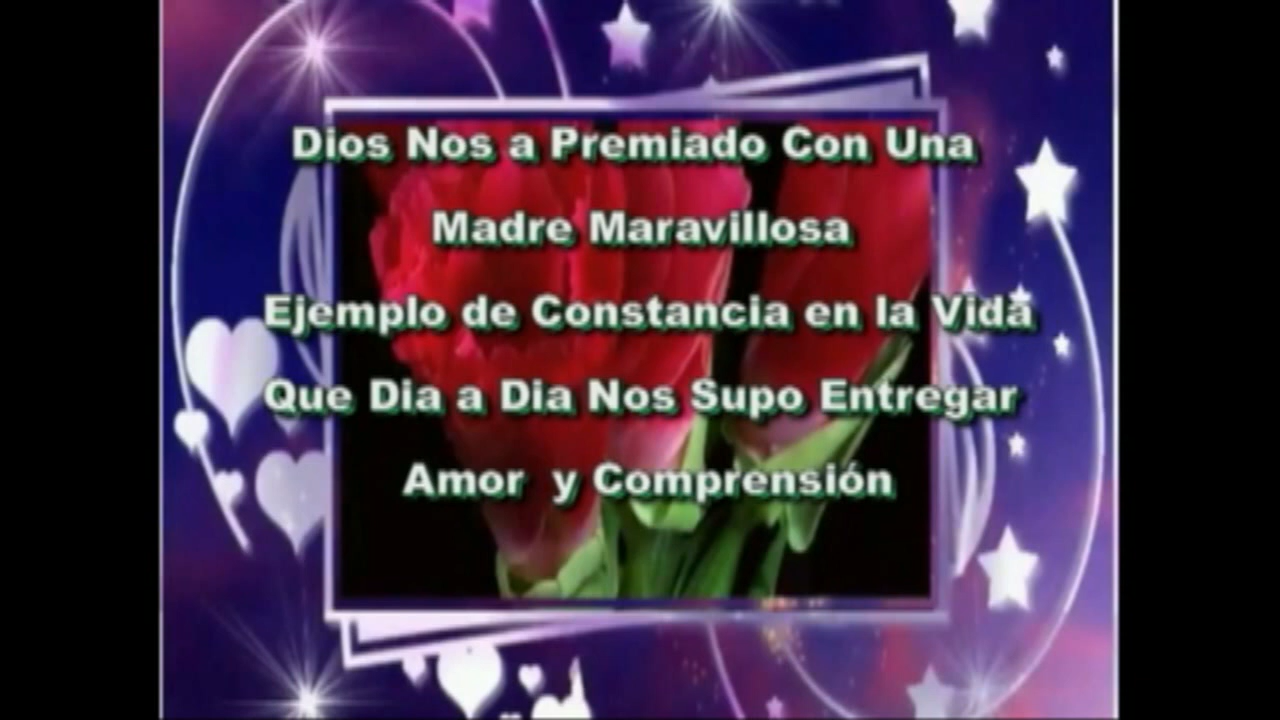 Dios Nos a Premiado Con Una
Madre Maravillosa
Ejemplo de Constancia en la Vida
Que Dia a Dia Nos Supo Entregar
Amor y Comprensión